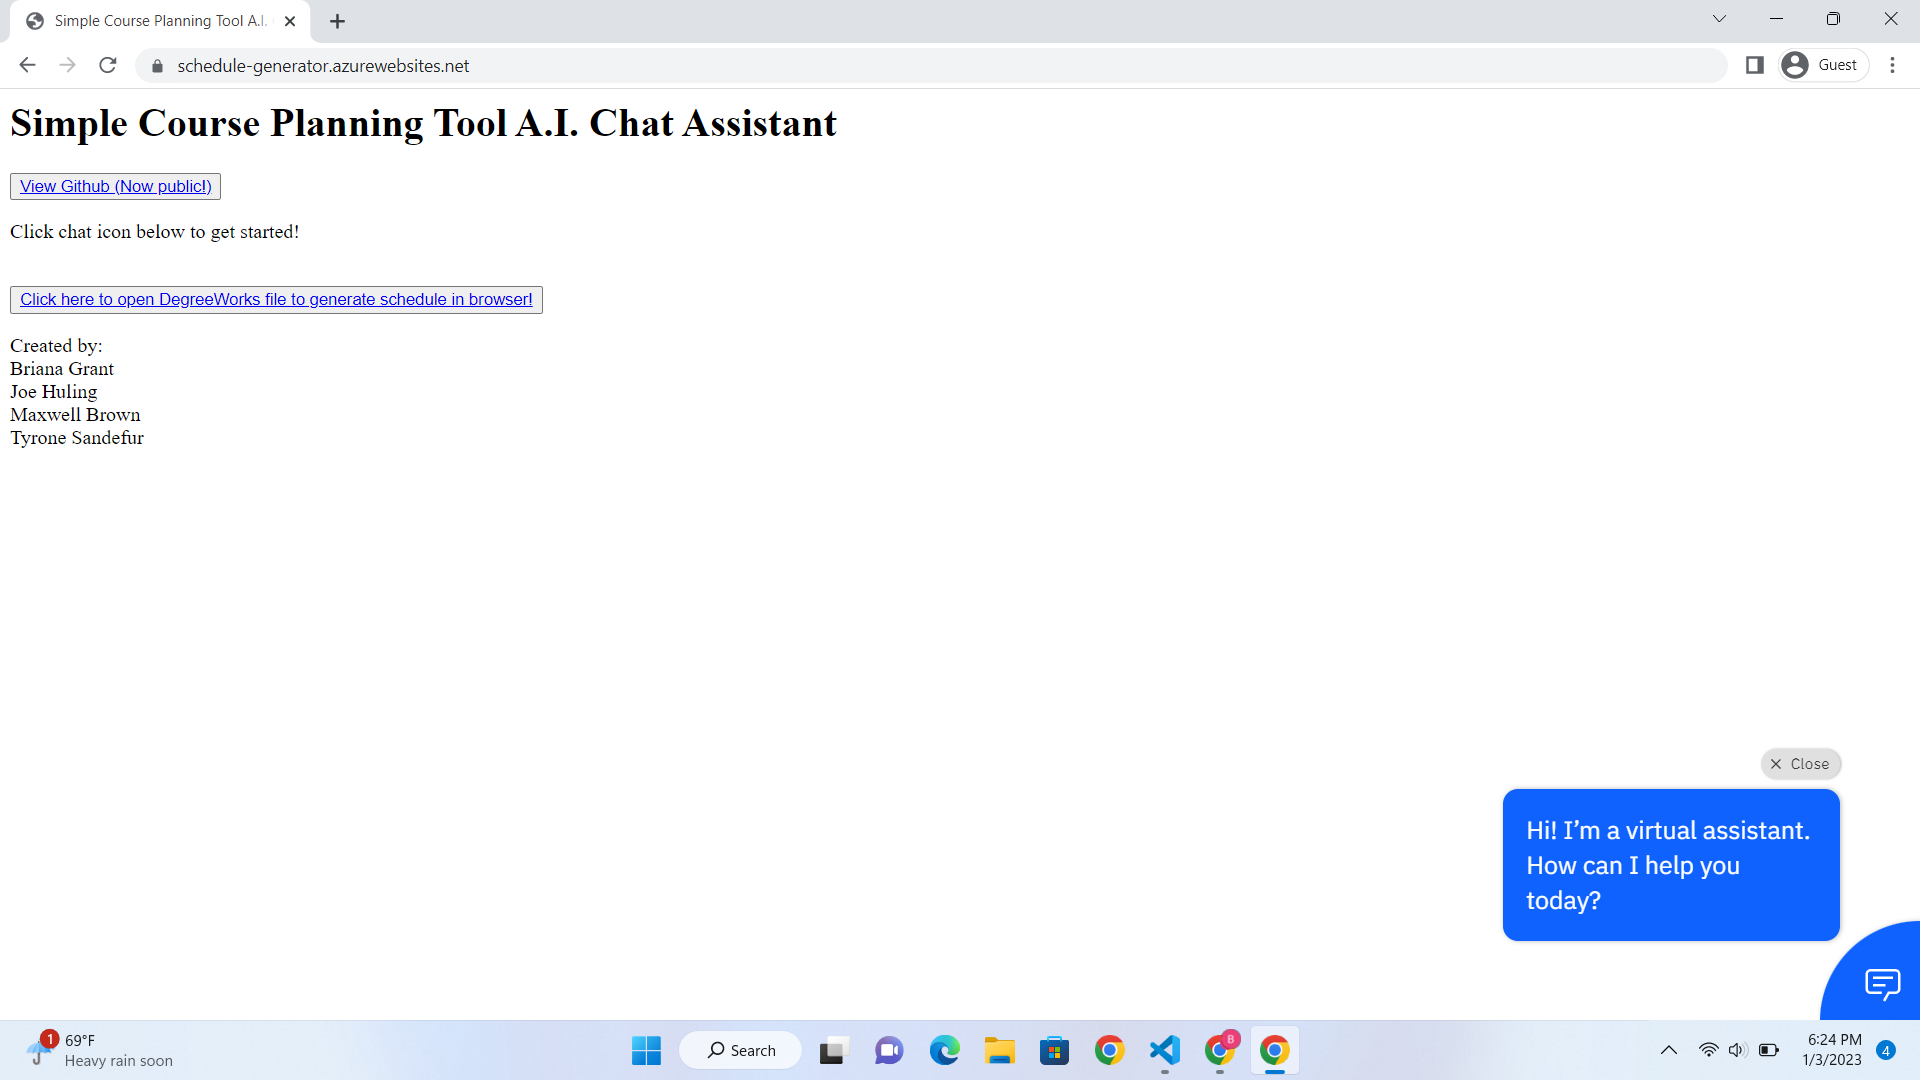 Simple Course Planning Tool A.I.
schedule-generator.azurewebsites.net
Guest
Simple Course Planning Tool A.I. Chat Assistant
View Github (Now public!)
Click chat icon below to get started!
Click here to open DegreeWorks file to generate schedule in browser!
Created by:
Briana Grant
Joe Huling
Maxwell Brown
Tyrone Sandefur
Close
Hi! I’m a virtual assistant.
How can I help you
today?
1
69°F
Heavy rain soon
Search
B
6:24 PM
1/3/2023
4